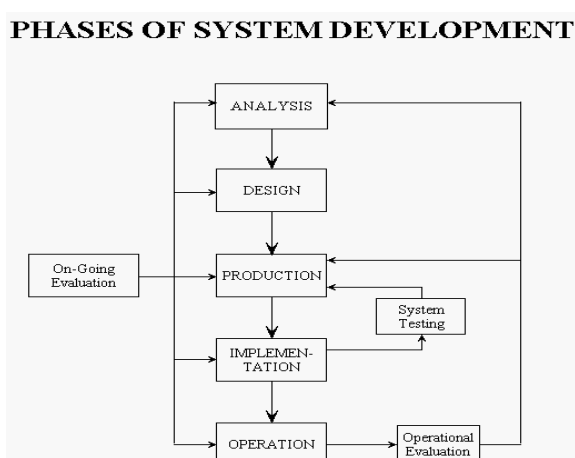 PHASES OF SYSTEM DEVELOPMENT
ANALYSIS
DESIGN
On-Going
Evaluation
PRODUCTION
System
Testing
IMPLEMEN-
TATION
OPERATION
Operational
Evaluation